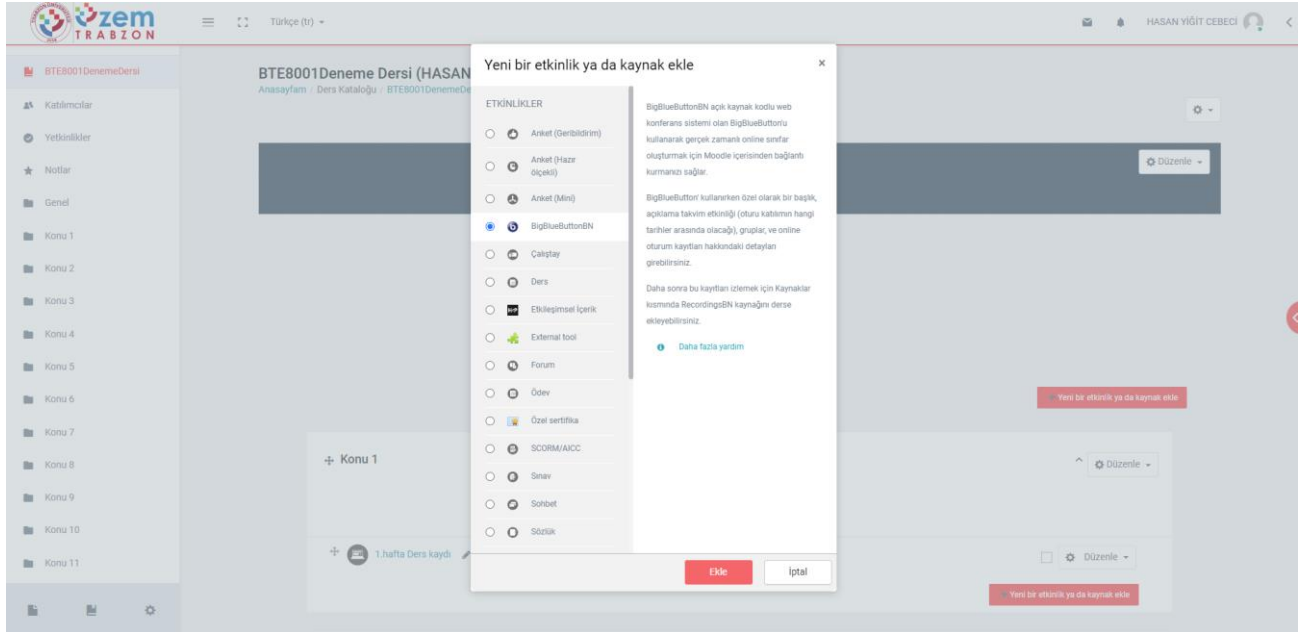 üzem
TRABZON
Türkçe (tr)
HASAN YİĞİT CEBECİ
BTE8001DenemeDersi
Katılımcılar
Yetkinlikler
Notlar
Genel
Konu 1
Konu 2
Konu 3
Konu 4
Konu 5
Konu 6
Konu 7
Konu 8
Konu 9
Konu 10
Konu 11
BTE8001Deneme Dersi (HASAN
Anasayfam / Ders Kataloğu / BTE8001DenemeDe
Düzenle
Yeni bir etkinlik ya da kaynak ekle
×
ETKİNLİKLER
Anket (Geribildirim)
Anket (Hazır
ölçekli)
Anket (Mini)
BigBlueButtonBN
Çalıştay
Ders
Etkileşimsel İçerik
External tool
Forum
Ödev
Özel sertifika
SCORM/AICC
Sınav
Sohbet
Sözlük
BigBlueButtonBN açık kaynak kodlu web
konferans sistemi olan BigBlueButton'u
kullanarak gerçek zamanlı online sınıflar
oluşturmak için Moodle içerisinden bağlantı
kurmanızı sağlar.
BigBlueButton' kullanırken özel olarak bir başlık,
açıklama takvim etkinliği (oturu katılımın hangi
tarihler arasında olacağı), gruplar, ve online
oturum kayıtları hakkındaki detayları
girebilirsiniz.
Daha sonra bu kayıtları izlemek için Kaynaklar
kısmında RecordingsBN kaynağını derse
ekleyebilirsiniz.
Daha fazla yardım
Ekle
İptal
Yeni bir etkinlik ya da kaynak ekle
Konu 1
Düzenle
1.hafta Ders kaydı
Düzenle
Yeni bir etkinlik ya da kaynak ekle